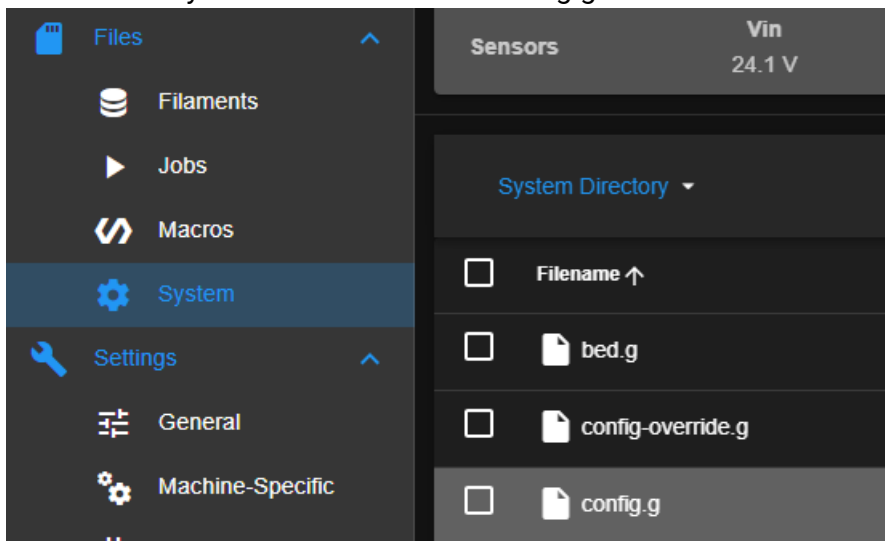 Files
Filaments
Jobs
Macros
System
Settings
General
Machine-Specific
Sensors
Vin
24.1 V
System Directory
Filename
bed.g
config-override.g
config.g